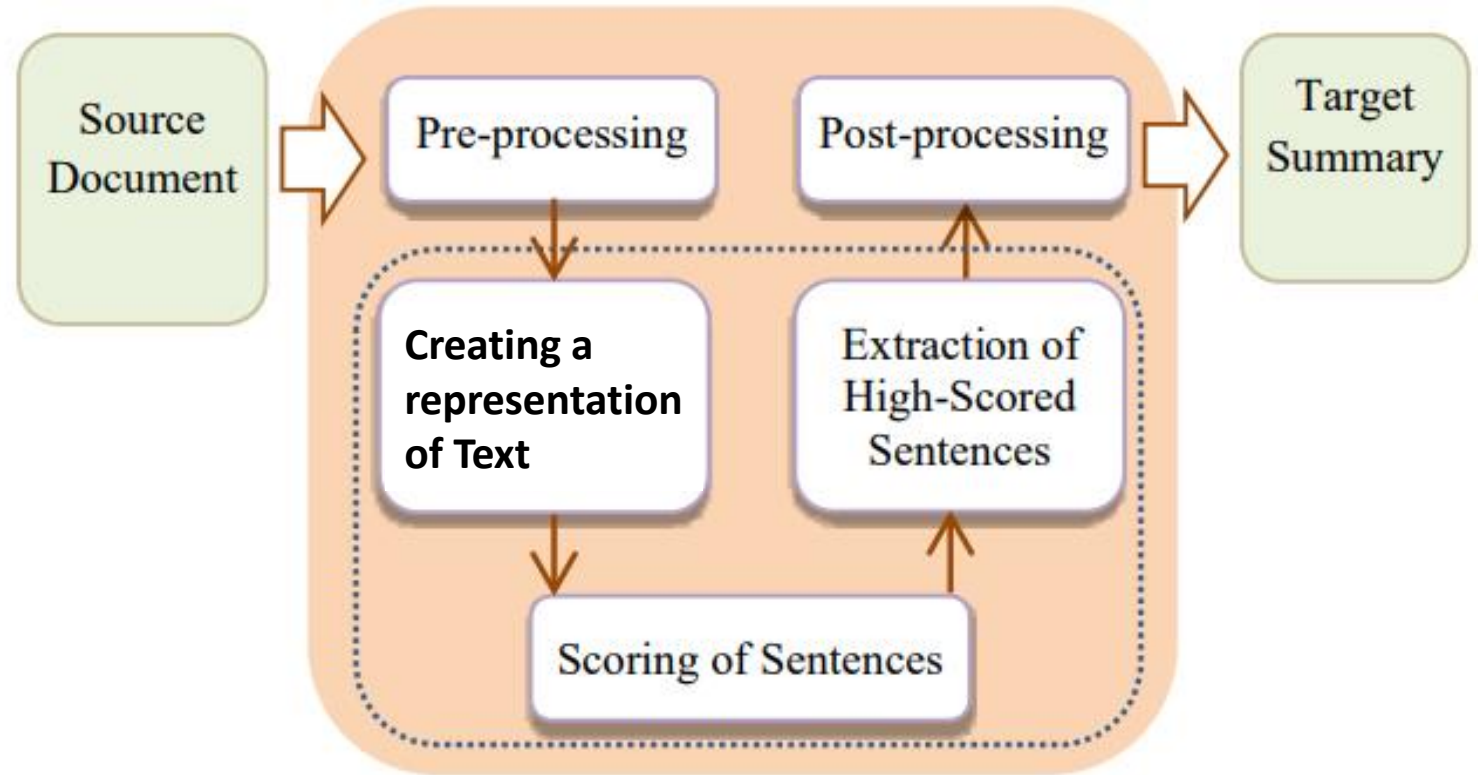 Source
Document
Pre-processing
Creating a
representation
of Text
Scoring of Sentences
Extraction of
High-Scored
Sentences
Post-processing
Target
Summary